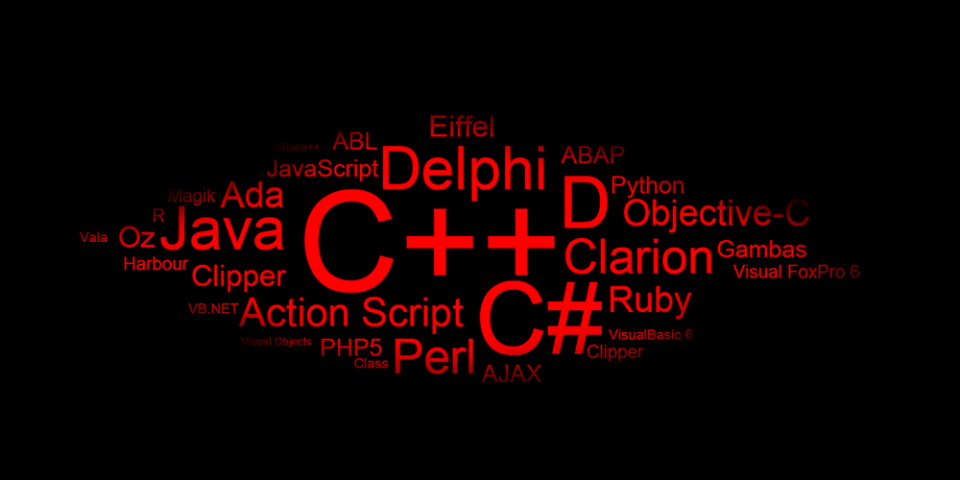 Eiffel
XBase++ ABL
ABAP
JavaScript Delphi
Magik Ada
D Python
R Java
C++
Objective-C
Vala Oz
Clarion Gambas
Harbour Clipper
Visual FoxPro 6
VB.NET Action Script
C# Ruby
Visual Objects PHP5
VisualBasic 6
Class Perl
Clipper
AJAX